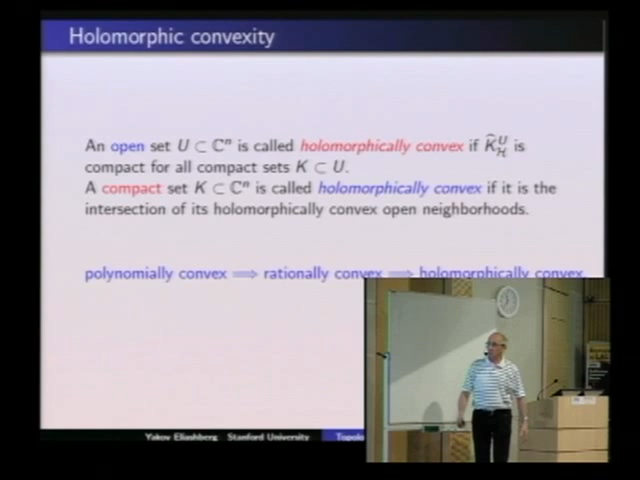 Holomorphic convexity
An open set U ⊂ ℂⁿ is called holomorphically convex if K̂_ℋ^U is
compact for all compact sets K ⊂ U.
A compact set K ⊂ ℂⁿ is called holomorphically convex if it is the
intersection of its holomorphically convex open neighborhoods.
polynomially convex ⟹ rationally convex ⟹ holomorphically convex.
Yakov Eliashberg Stanford University